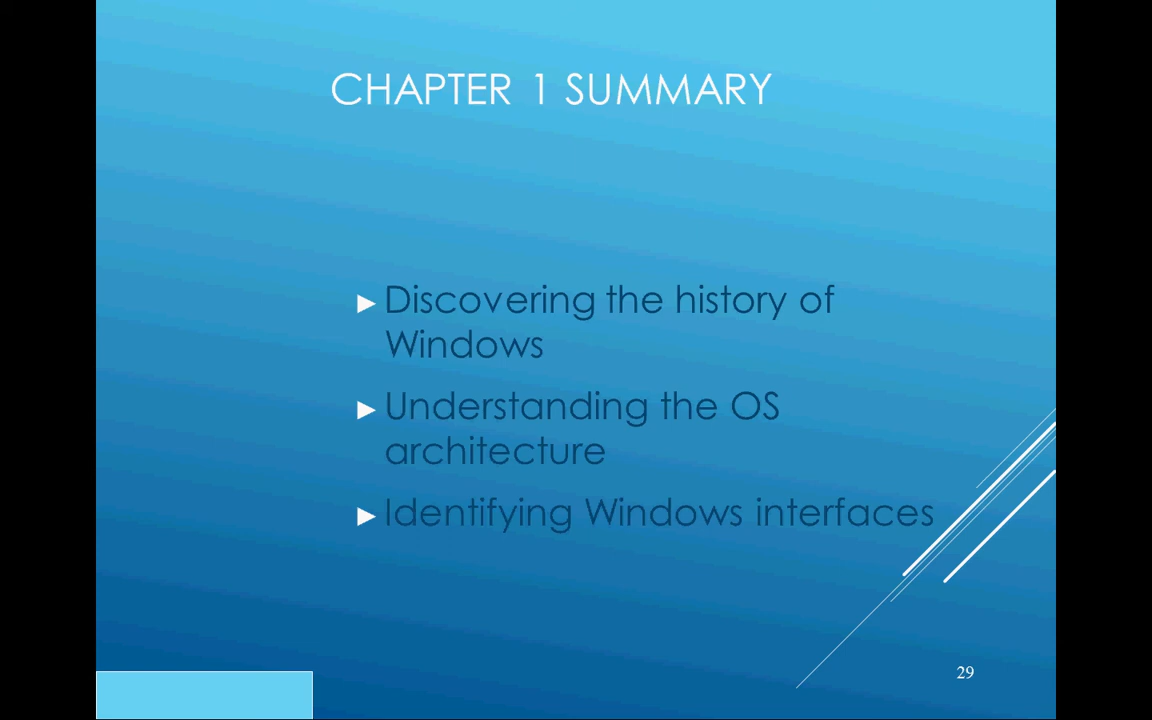 CHAPTER 1 SUMMARY
Discovering the history of
Windows
Understanding the OS
architecture
Identifying Windows interfaces
29